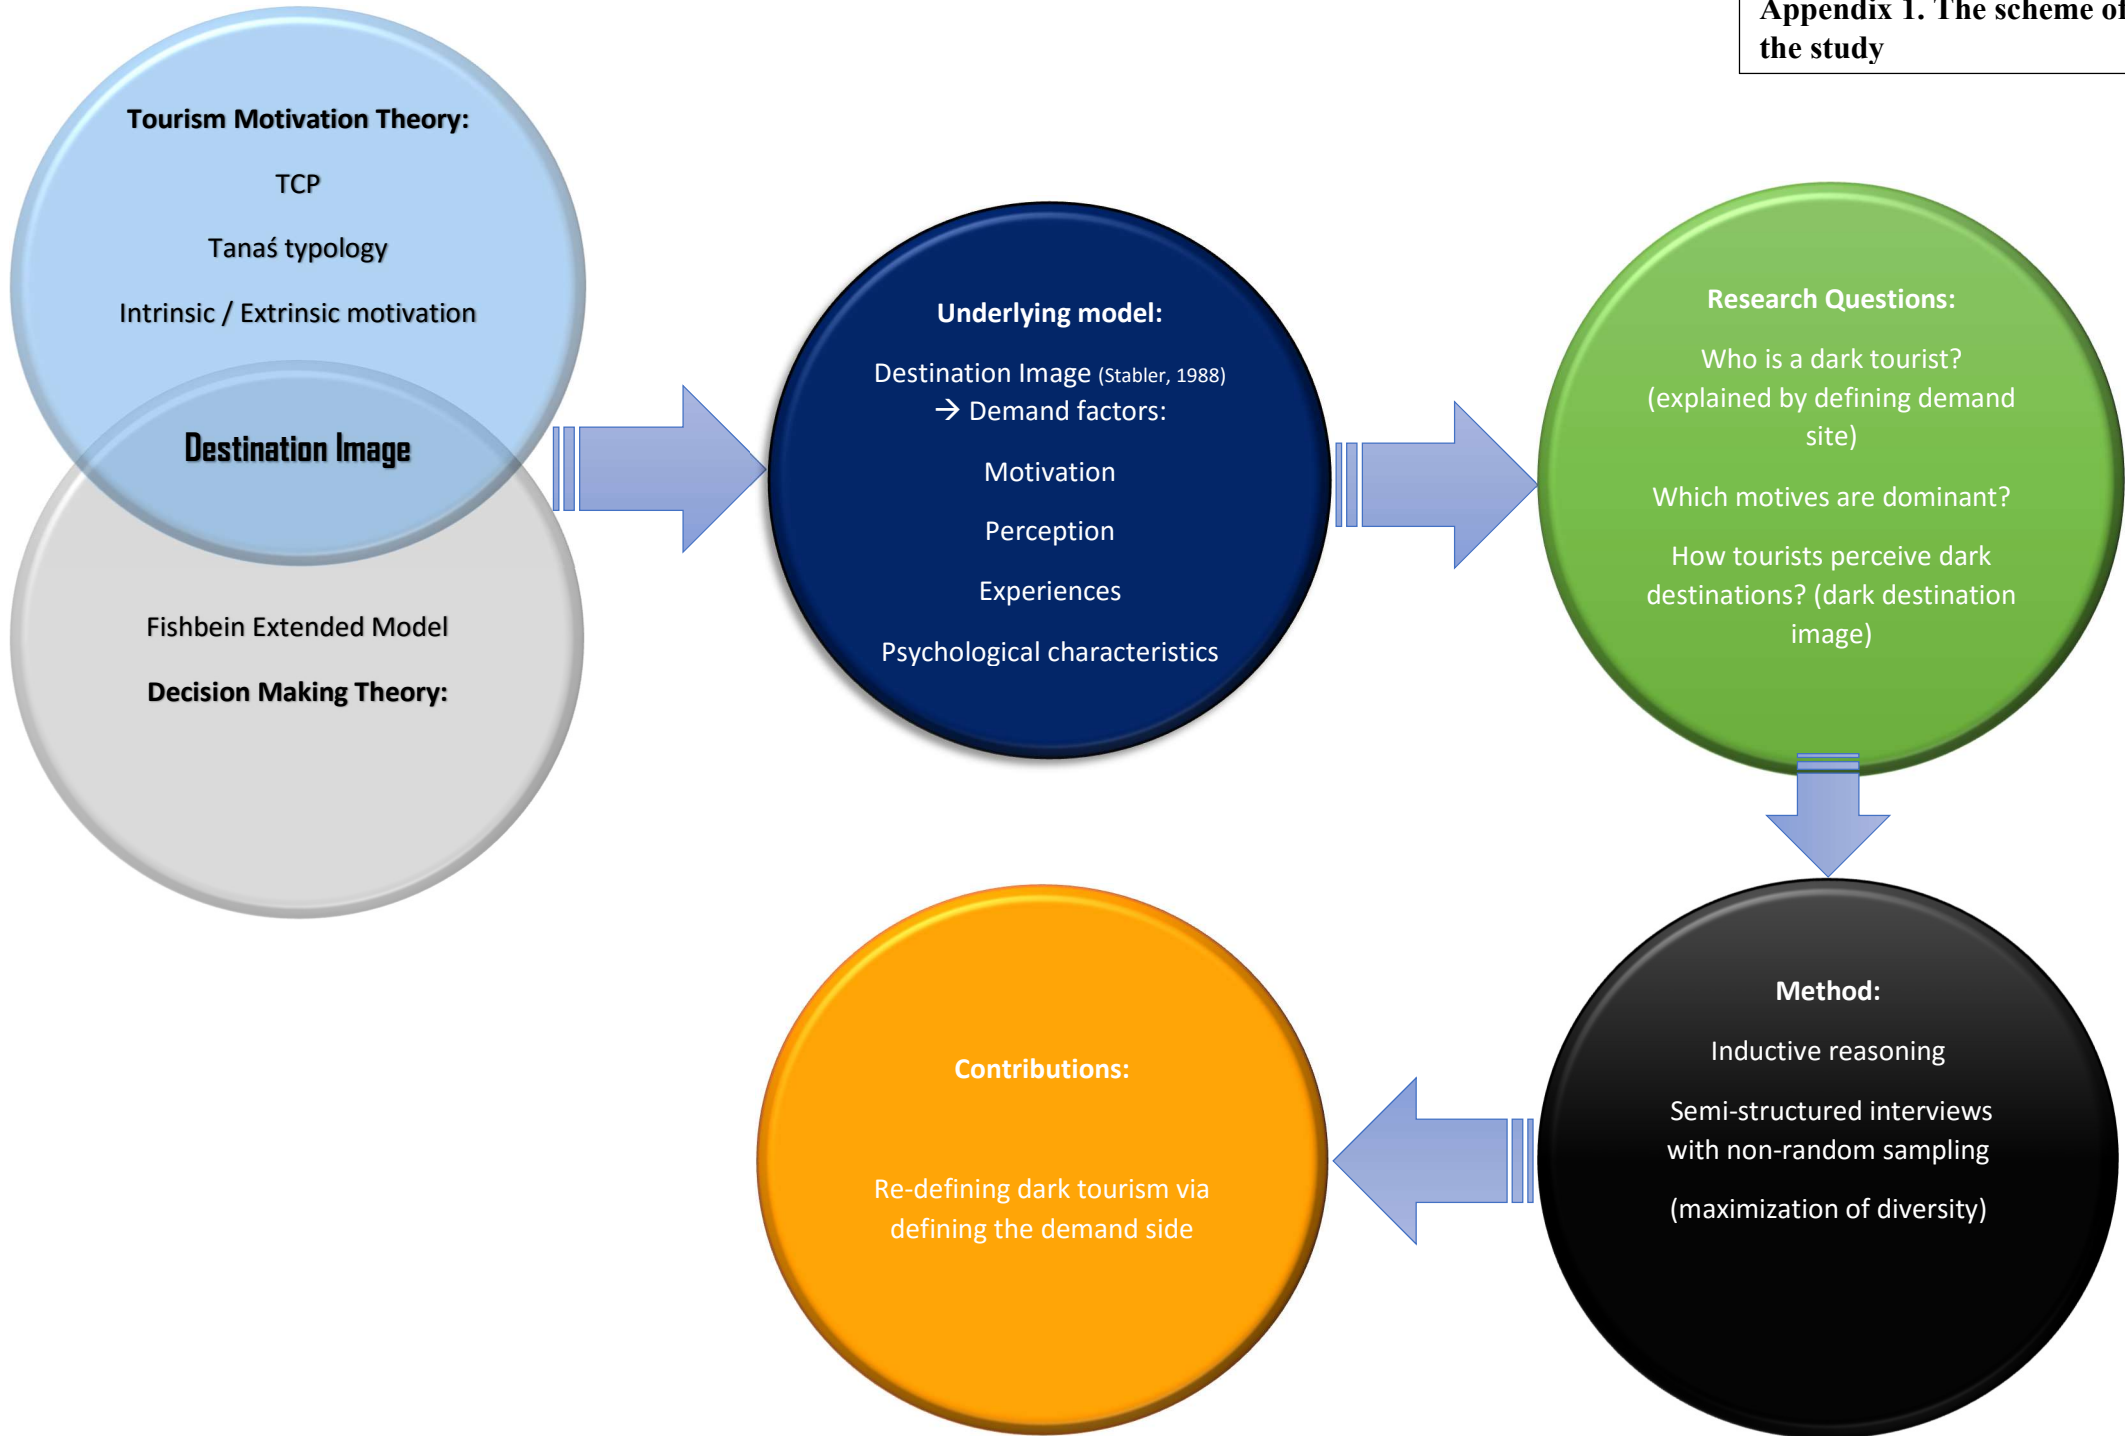 Appendix 1. The scheme of
the study
Tourism Motivation Theory:
TCP
Tanaś typology
Intrinsic / Extrinsic motivation
Destination Image
Fishbein Extended Model
Decision Making Theory:
Underlying model:
Destination Image (Stabler, 1988)
→ Demand factors:
Motivation
Perception
Experiences
Psychological characteristics
Research Questions:
Who is a dark tourist?
(explained by defining demand
site)
Which motives are dominant?
How tourists perceive dark
destinations? (dark destination
image)
Method:
Inductive reasoning
Semi-structured interviews
with non-random sampling
(maximization of diversity)
Contributions:
Re-defining dark tourism via
defining the demand side